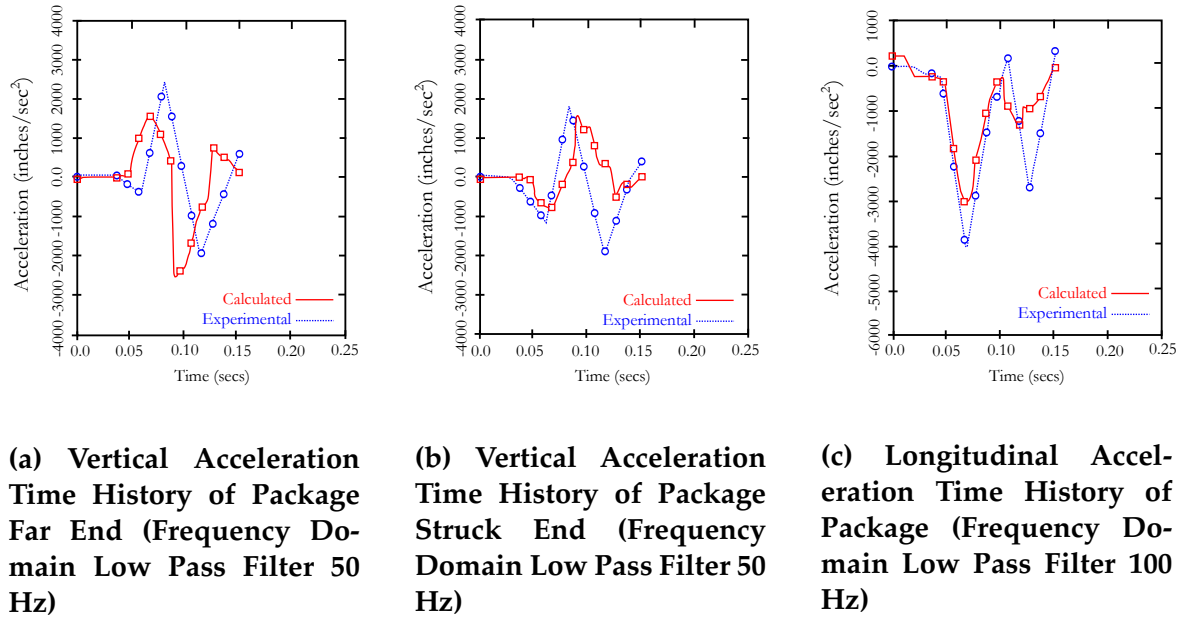 4000
3000
2000
1000
0.0
-1000
-2000
-3000
-4000
Acceleration (inches/sec²)
Calculated
Experimental
0.0 0.05 0.10 0.15 0.20 0.25
Time (secs)
(a) Vertical Acceleration
Time History of Package
Far End (Frequency Do-
main Low Pass Filter 50
Hz)
4000
3000
2000
1000
0.0
-1000
-2000
-3000
-4000
Acceleration (inches/sec²)
Calculated
Experimental
0.0 0.05 0.10 0.15 0.20 0.25
Time (secs)
(b) Vertical Acceleration
Time History of Package
Struck End (Frequency
Domain Low Pass Filter 50
Hz)
1000
0.0
-1000
-2000
-3000
-4000
-5000
-6000
Acceleration (inches/sec²)
Calculated
Experimental
0.0 0.05 0.10 0.15 0.20 0.25
Time (secs)
(c) Longitudinal Accel-
eration Time History of
Package (Frequency Do-
main Low Pass Filter 100
Hz)